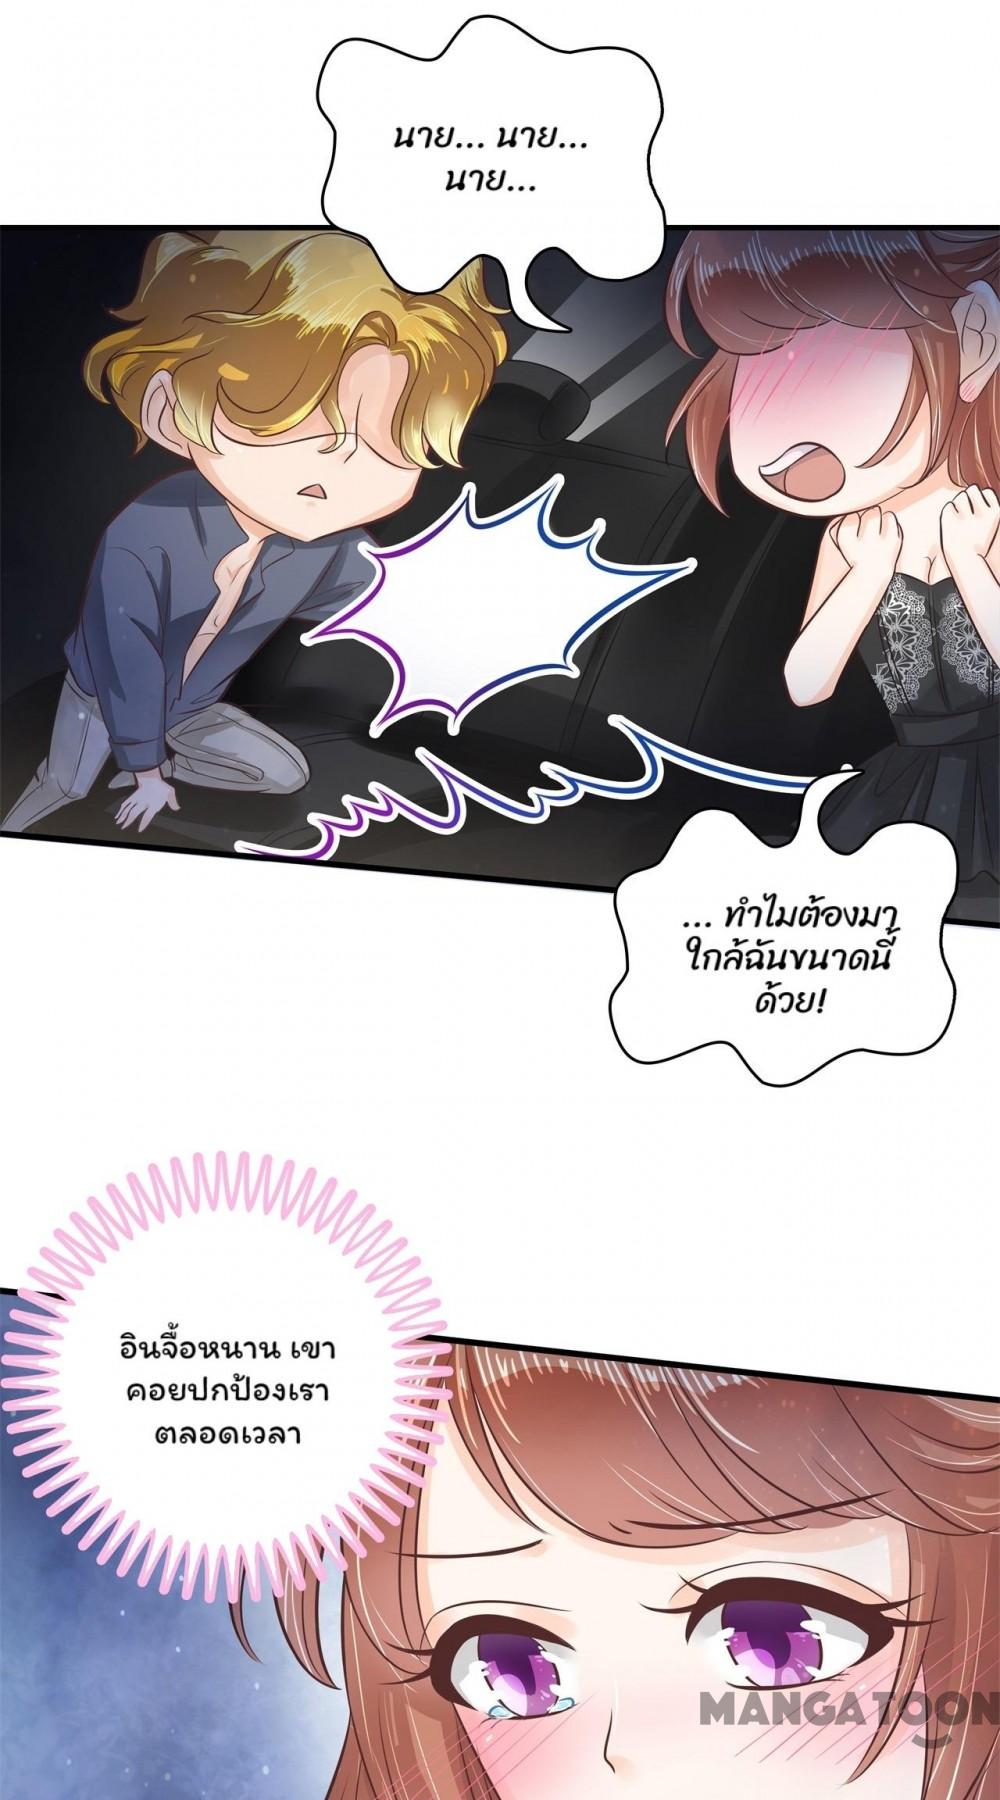 นาย... นาย...
นาย...
... ทำไมต้องมา
ใกล้ฉันขนาดนี้
ด้วย!
อินจื้อหนาน เขา
คอยปกป้องเรา
ตลอดเวลา
MANGATOON